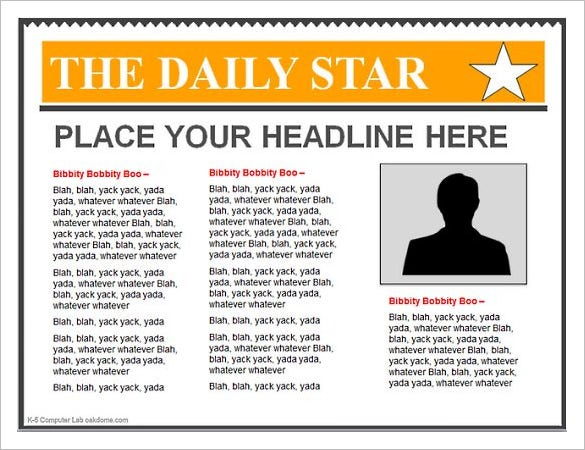 THE DAILY STAR
PLACE YOUR HEADLINE HERE
Bibbity Bobbity Boo –
Blah, blah, yack yack, yada
yada, whatever whatever Blah,
blah, yack yack, yada yada,
whatever whatever Blah, blah,
yack yack, yada yada, whatever
whatever Blah, blah, yack yack,
yada yada, whatever whatever
Blah, blah, yack yack, yada
yada, whatever whatever Blah,
blah, yack yack, yada yada,
whatever whatever
Blah, blah, yack yack, yada
Blah, blah, yack yack, yada
yada, whatever whatever Blah,
blah, yack yack, yada yada,
whatever whatever
Blah, blah, yack yack, yada
Bibbity Bobbity Boo –
Blah, blah, yack yack, yada
yada, whatever whatever Blah,
blah, yack yack, yada yada,
whatever whatever Blah, blah,
yack yack, yada yada, whatever
whatever Blah, blah, yack yack,
yada yada, whatever whatever
Blah, blah, yack yack, yada
yada, whatever whatever Blah,
blah, yack yack, yada yada,
whatever whatever
Blah, blah, yack yack, yada
Blah, blah, yack yack, yada
yada, whatever whatever Blah,
blah, yack yack, yada yada,
whatever whatever
Blah, blah, yack yack, yada
Bibbity Bobbity Boo –
Blah, blah, yack yack, yada
yada, whatever whatever Blah,
blah, yack yack, yada yada,
whatever whatever Blah, blah,
yack yack, yada yada, whatever
whatever Blah, blah, yack yack,
yada yada, whatever whatever
K-5 Computer Lab oakdome.com